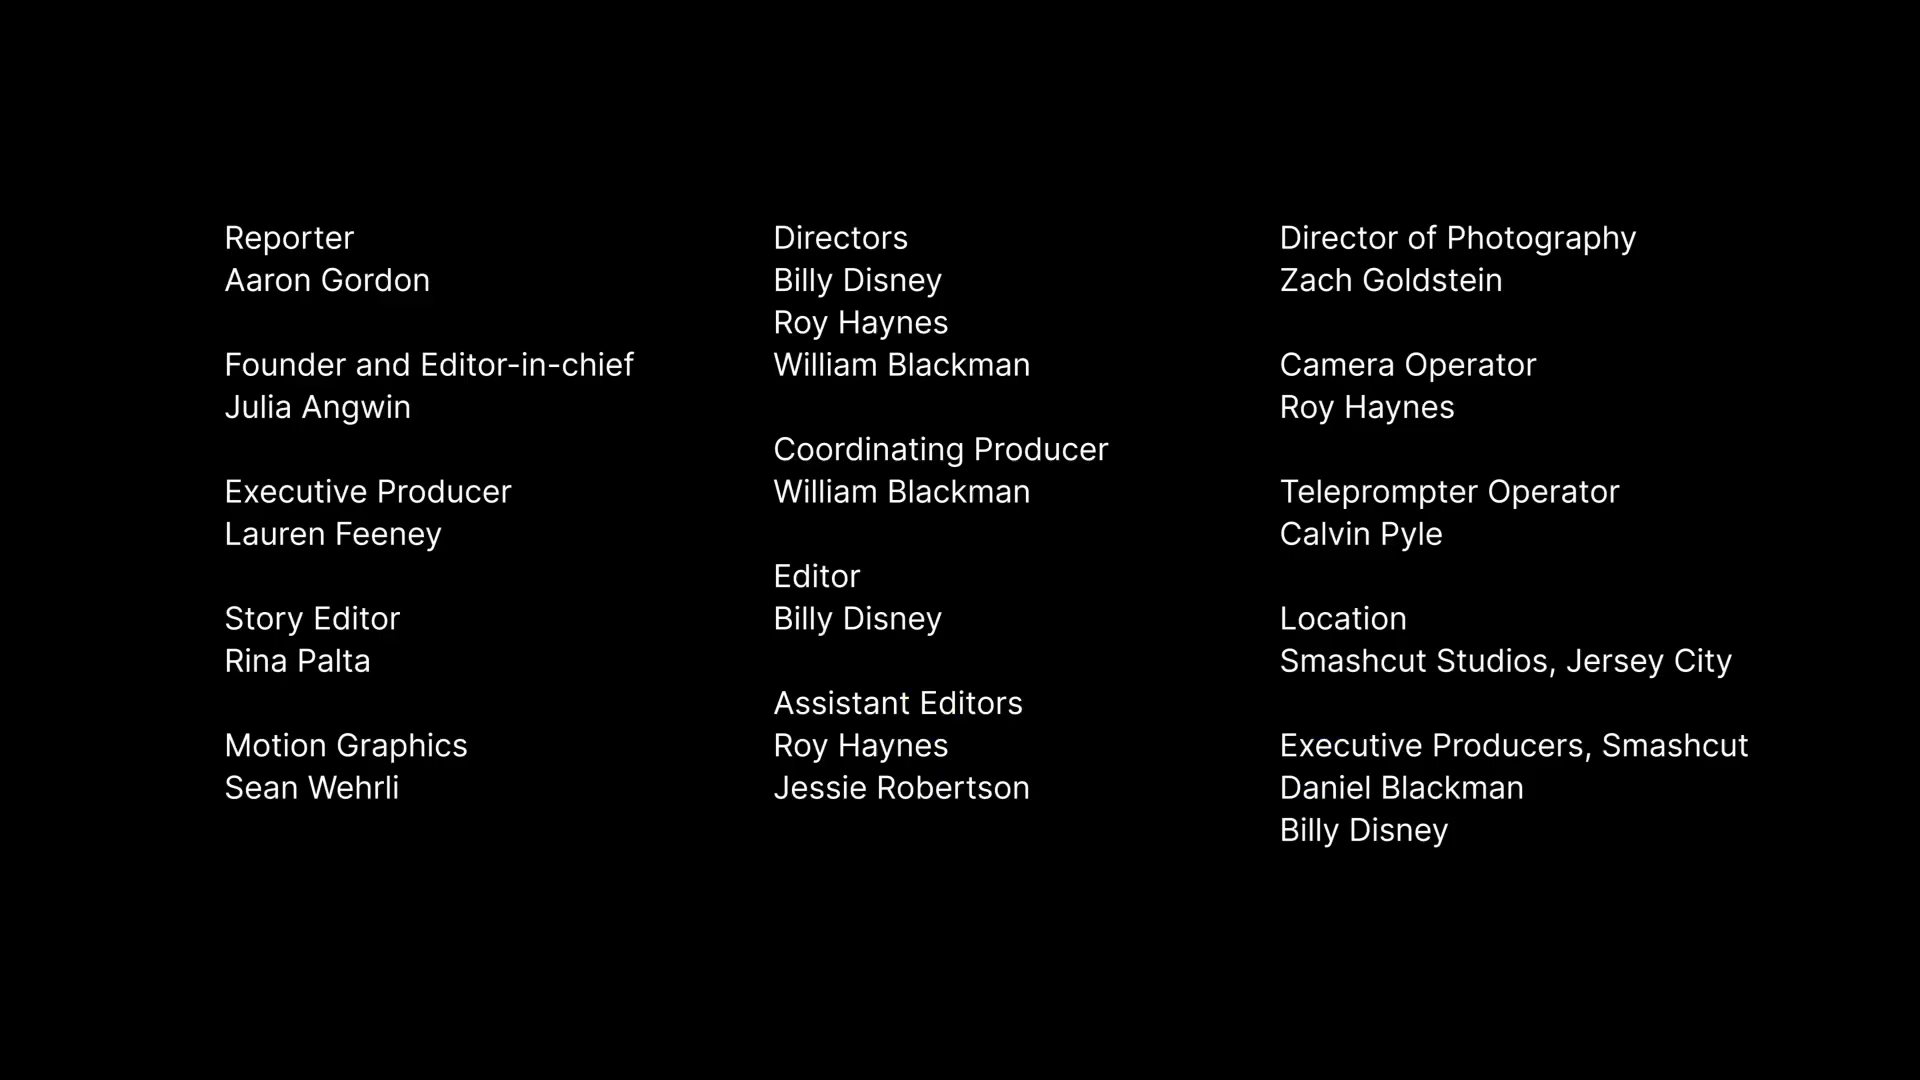 Reporter
Aaron Gordon
Founder and Editor-in-chief
Julia Angwin
Executive Producer
Lauren Feeney
Story Editor
Rina Palta
Motion Graphics
Sean Wehrli
Directors
Billy Disney
Roy Haynes
William Blackman
Coordinating Producer
William Blackman
Editor
Billy Disney
Assistant Editors
Roy Haynes
Jessie Robertson
Director of Photography
Zach Goldstein
Camera Operator
Roy Haynes
Teleprompter Operator
Calvin Pyle
Location
Smashcut Studios, Jersey City
Executive Producers, Smashcut
Daniel Blackman
Billy Disney